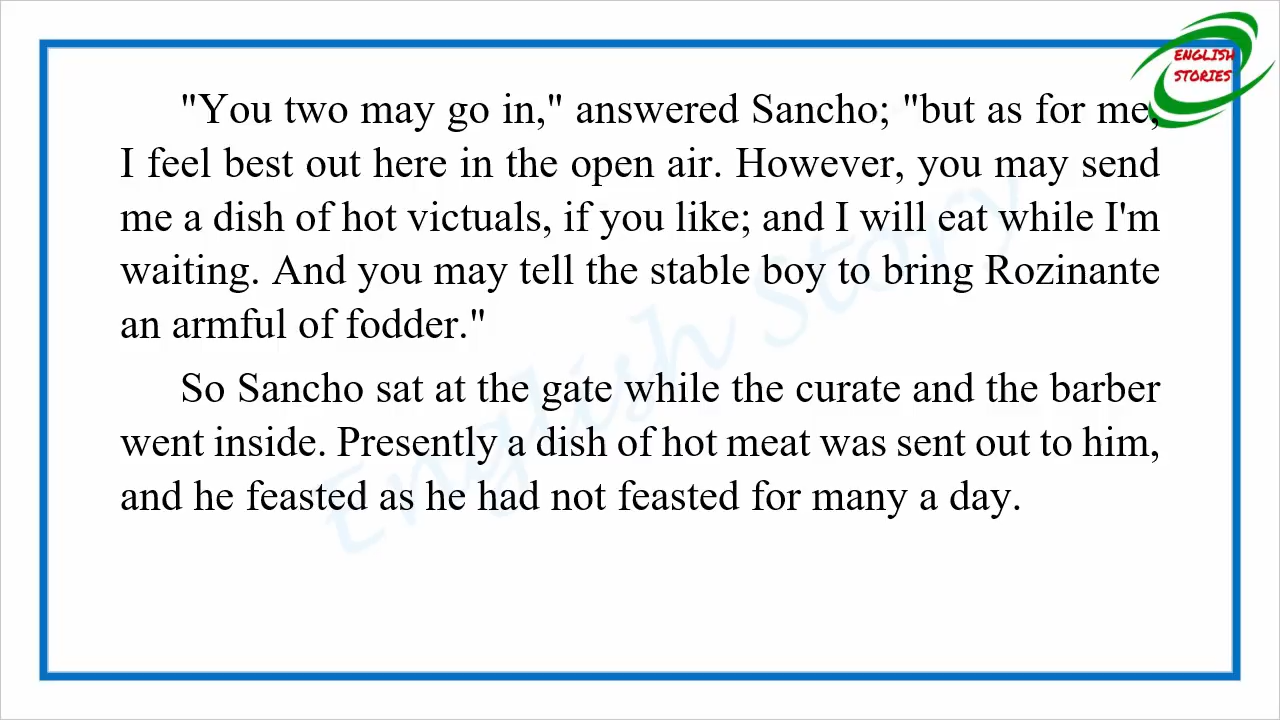 ENGLISH
STORIES
"You two may go in," answered Sancho; "but as for me,
I feel best out here in the open air. However, you may send
me a dish of hot victuals, if you like; and I will eat while I'm
waiting. And you may tell the stable boy to bring Rozinante
an armful of fodder."
So Sancho sat at the gate while the curate and the barber
went inside. Presently a dish of hot meat was sent out to him,
and he feasted as he had not feasted for many a day.
English Story